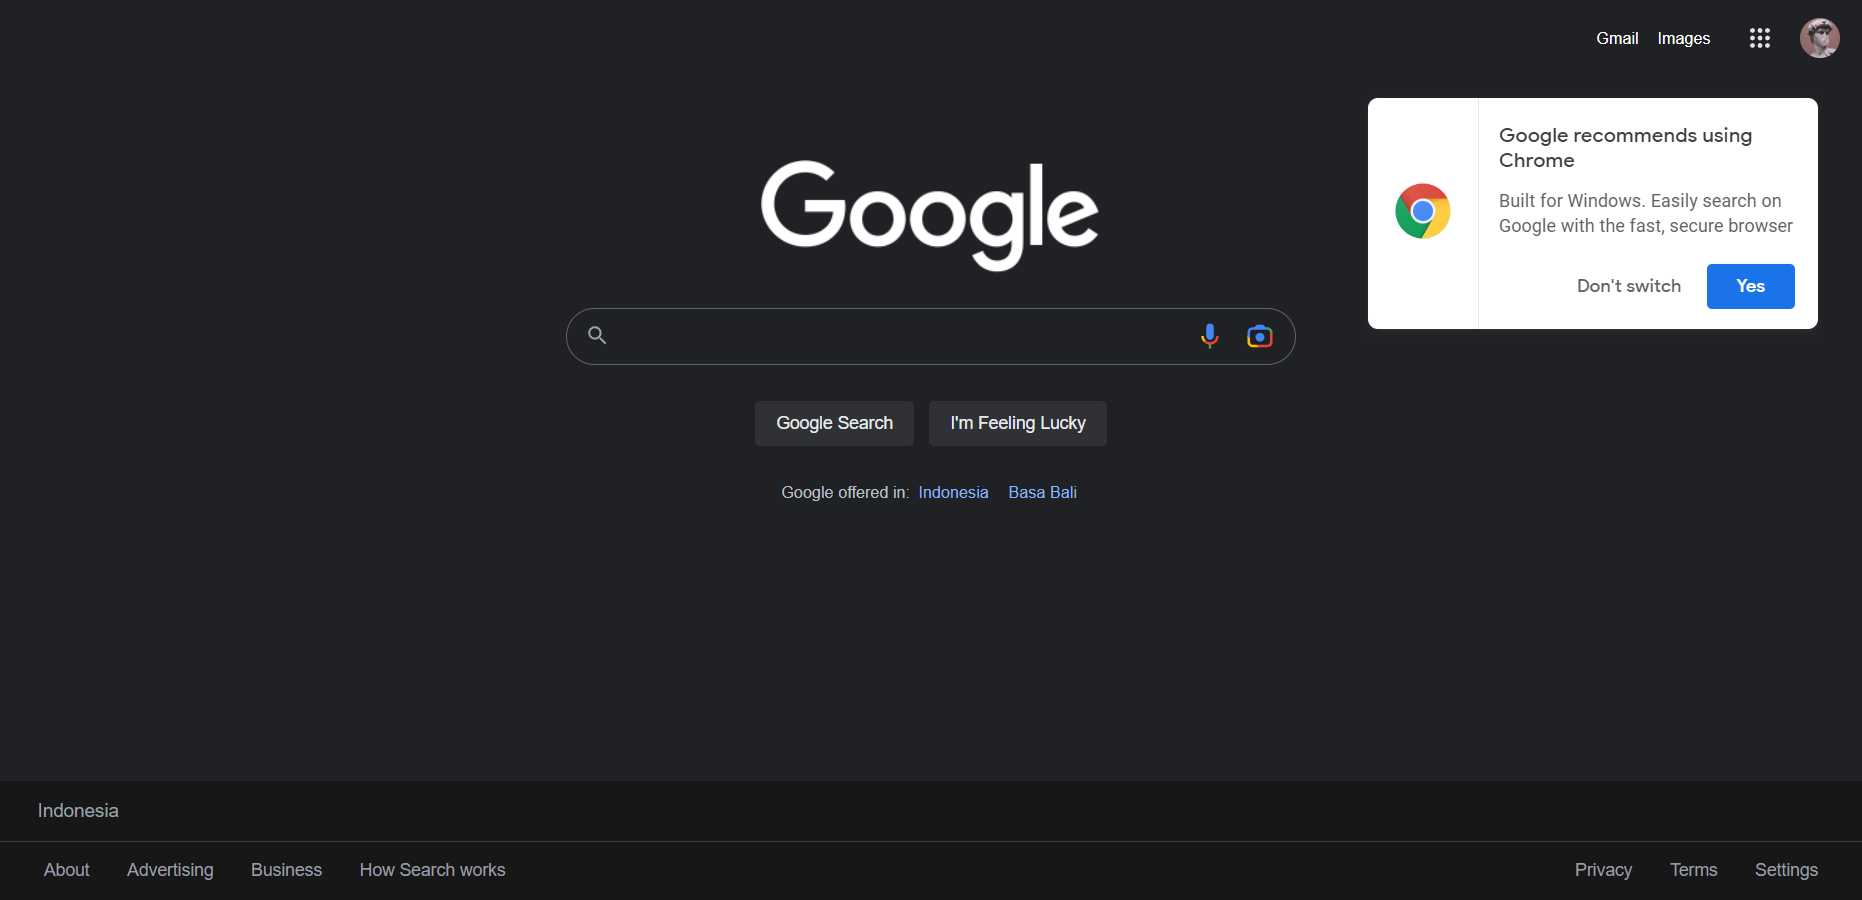 Gmail Images
Google
Google recommends using
Chrome
Built for Windows. Easily search on
Google with the fast, secure browser
Don't switch Yes
Google Search I'm Feeling Lucky
Google offered in: Indonesia Basa Bali
Indonesia
About Advertising Business How Search works Privacy Terms Settings